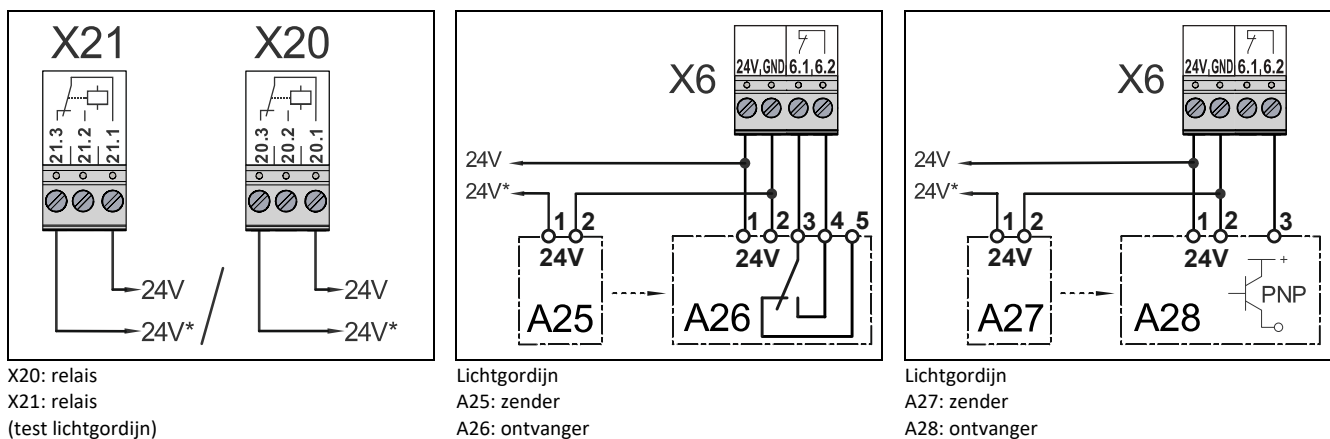 X21
X20
21.3
21.2
21.1
20.3
20.2
20.1
24V
24V*
/
24V
24V*
X20: relais
X21: relais
(test lichtgordijn)
X6
24V, GND 6.1, 6.2
24V
24V*
1 2
24V
A25
1 2 3 4 5
24V
A26
Lichtgordijn
A25: zender
A26: ontvanger
X6
24V, GND 6.1, 6.2
24V
24V*
1 2
24V
A27
1 2 3
24V
+
PNP
A28
Lichtgordijn
A27: zender
A28: ontvanger